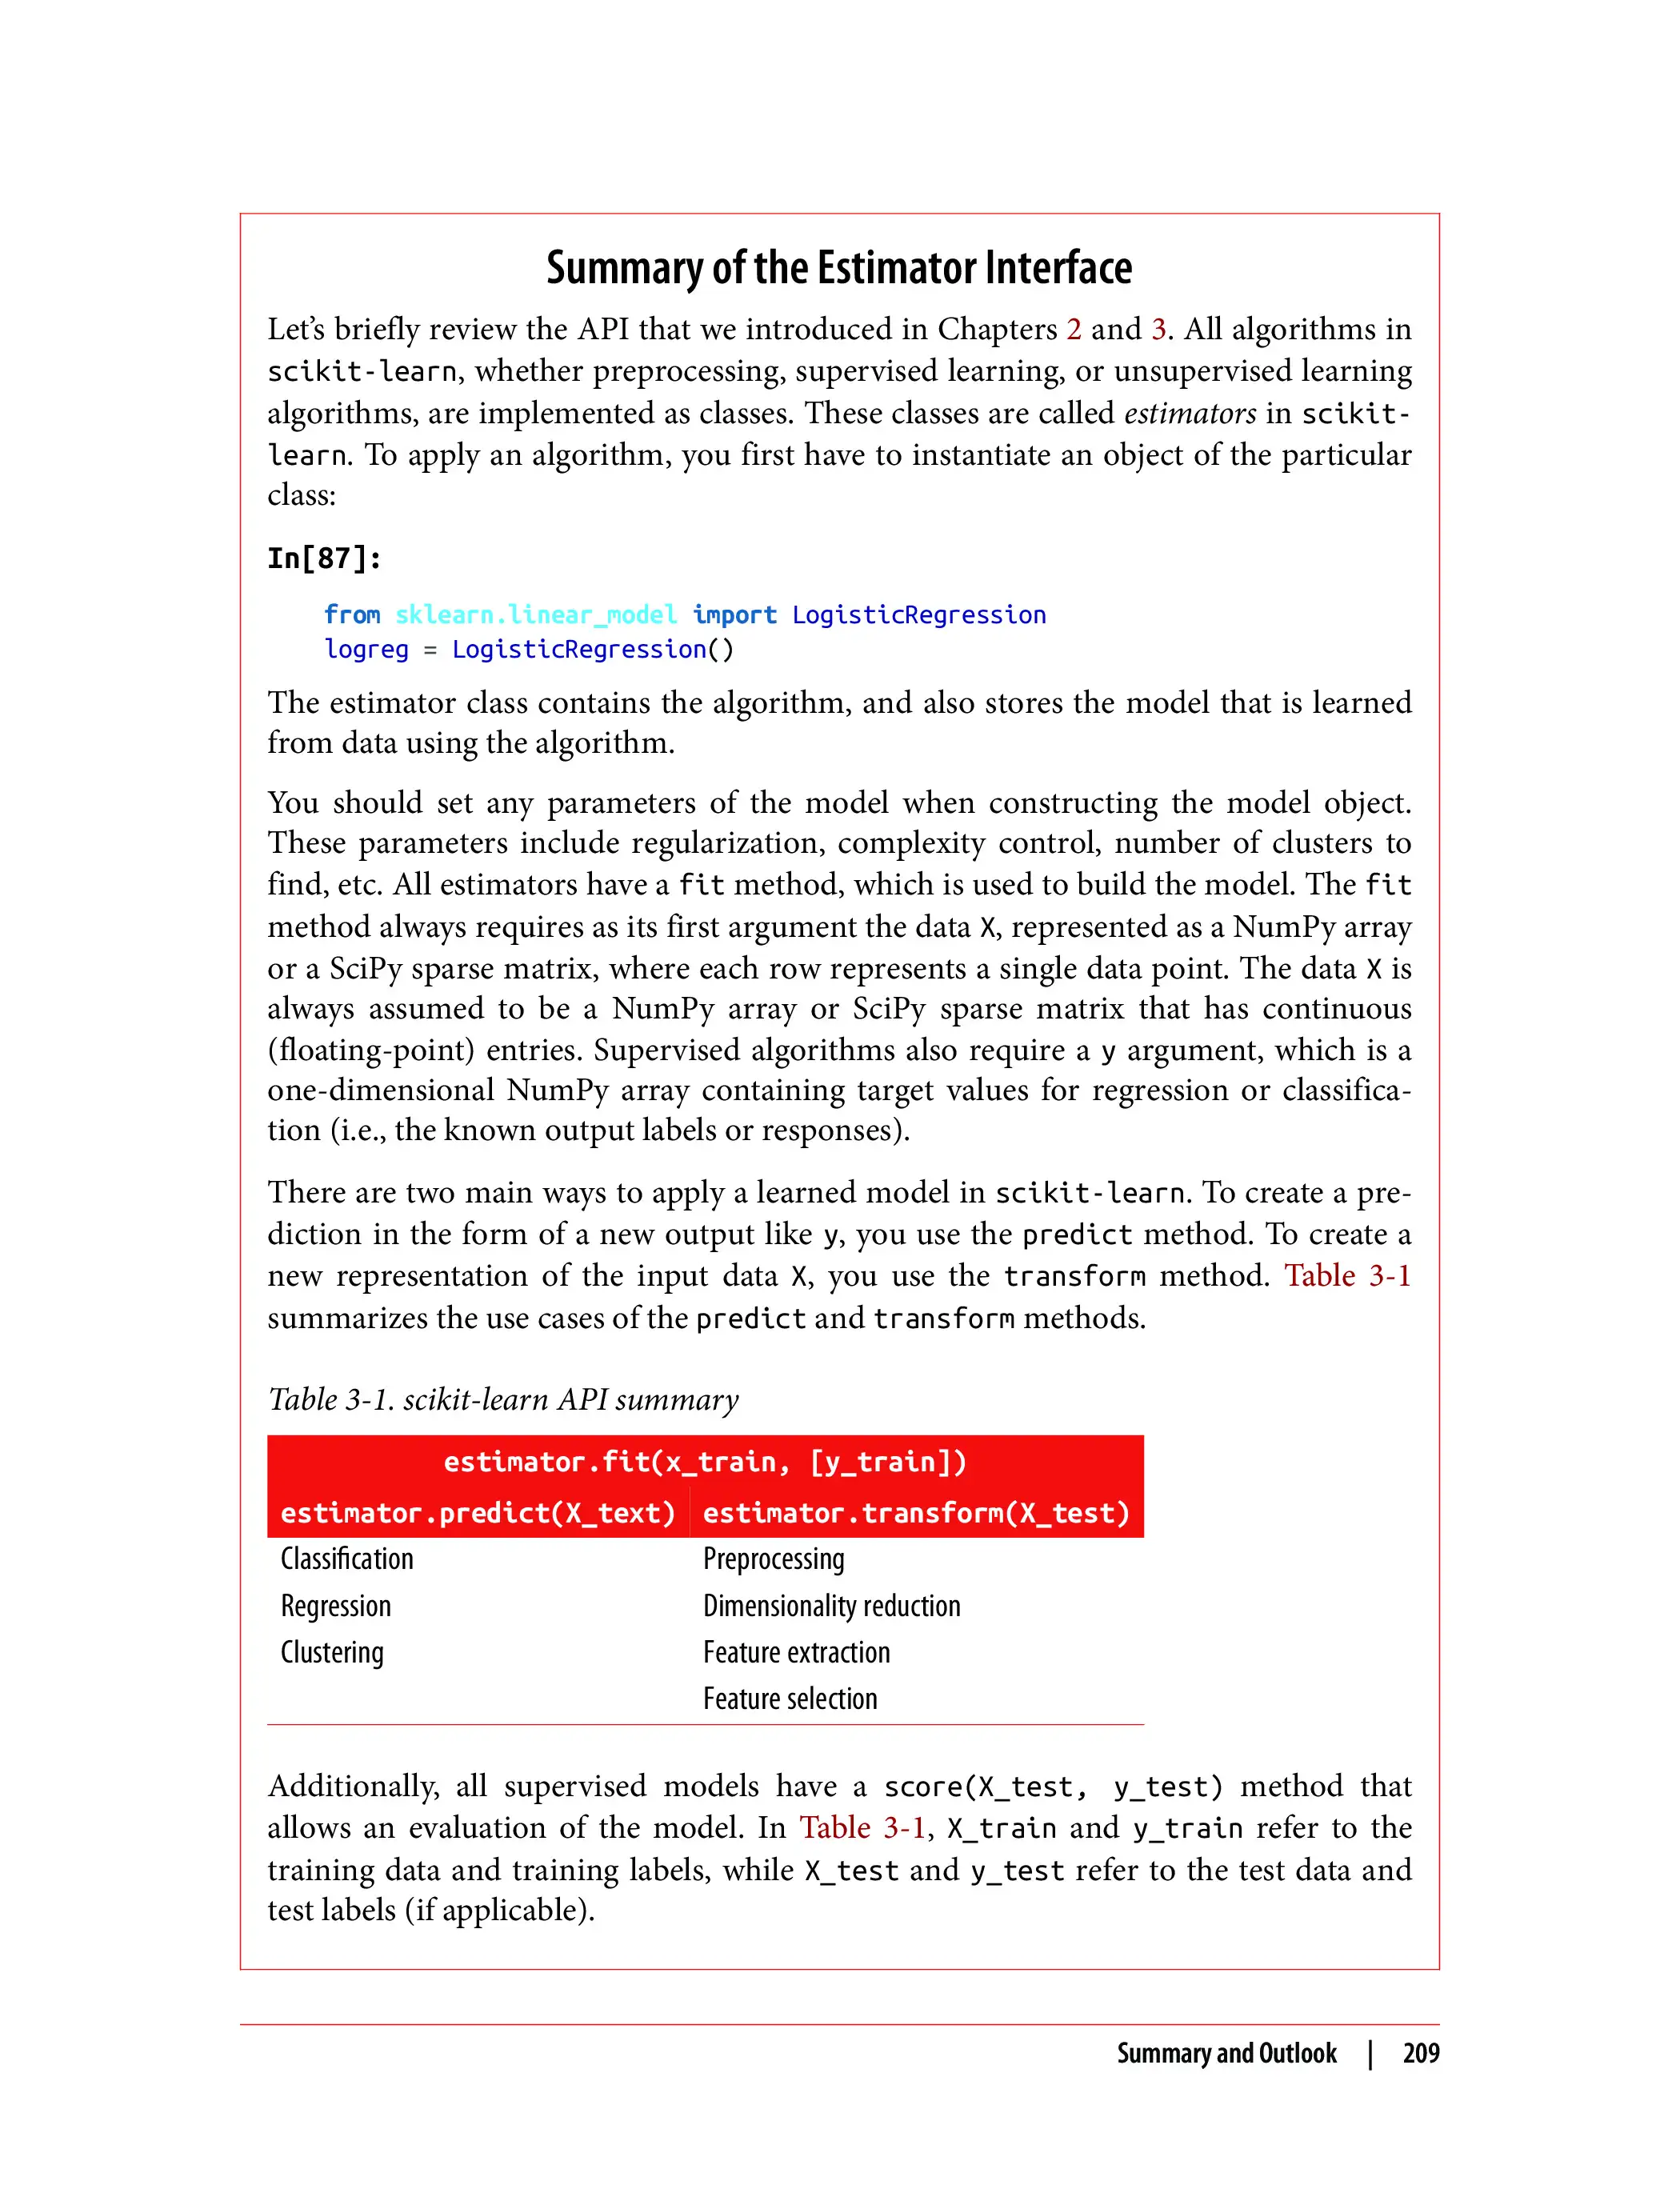 Summary of the Estimator Interface
Let’s briefly review the API that we introduced in Chapters 2 and 3. All algorithms in
scikit-learn, whether preprocessing, supervised learning, or unsupervised learning
algorithms, are implemented as classes. These classes are called estimators in scikit-
learn. To apply an algorithm, you first have to instantiate an object of the particular
class:
In[87]:
from sklearn.linear_model import LogisticRegression
logreg = LogisticRegression()
The estimator class contains the algorithm, and also stores the model that is learned
from data using the algorithm.
You should set any parameters of the model when constructing the model object.
These parameters include regularization, complexity control, number of clusters to
find, etc. All estimators have a fit method, which is used to build the model. The fit
method always requires as its first argument the data X, represented as a NumPy array
or a SciPy sparse matrix, where each row represents a single data point. The data X is
always assumed to be a NumPy array or SciPy sparse matrix that has continuous
(floating-point) entries. Supervised algorithms also require a y argument, which is a
one-dimensional NumPy array containing target values for regression or classifica-
tion (i.e., the known output labels or responses).
There are two main ways to apply a learned model in scikit-learn. To create a pre-
diction in the form of a new output like y, you use the predict method. To create a
new representation of the input data X, you use the transform method. Table 3-1
summarizes the use cases of the predict and transform methods.
Table 3-1. scikit-learn API summary
estimator.fit(x_train, [y_train])
estimator.predict(X_text) estimator.transform(X_test)
Classification Preprocessing
Regression Dimensionality reduction
Clustering Feature extraction
Feature selection
Additionally, all supervised models have a score(X_test, y_test) method that
allows an evaluation of the model. In Table 3-1, X_train and y_train refer to the
training data and training labels, while X_test and y_test refer to the test data and
test labels (if applicable).
Summary and Outlook | 209